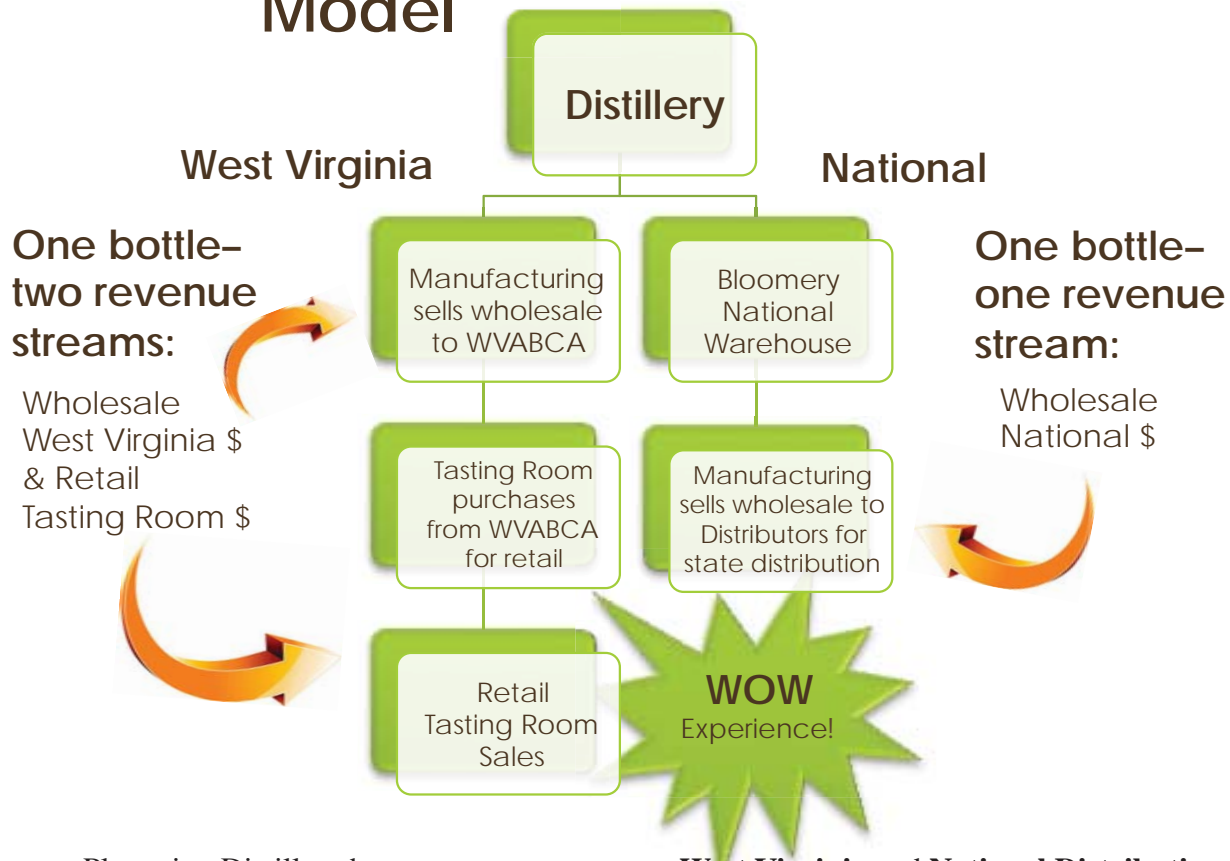 Model
Distillery
West Virginia
National
One bottle–
two revenue
streams:
Wholesale
West Virginia $
& Retail
Tasting Room $
Manufacturing
sells wholesale
to WVABCA
Tasting Room
purchases
from WVABCA
for retail
Retail
Tasting Room
Sales
Bloomery
National
Warehouse
Manufacturing
sells wholesale to
Distributors for
state distribution
One bottle–
one revenue
stream:
Wholesale
National $
WOW
Experience!